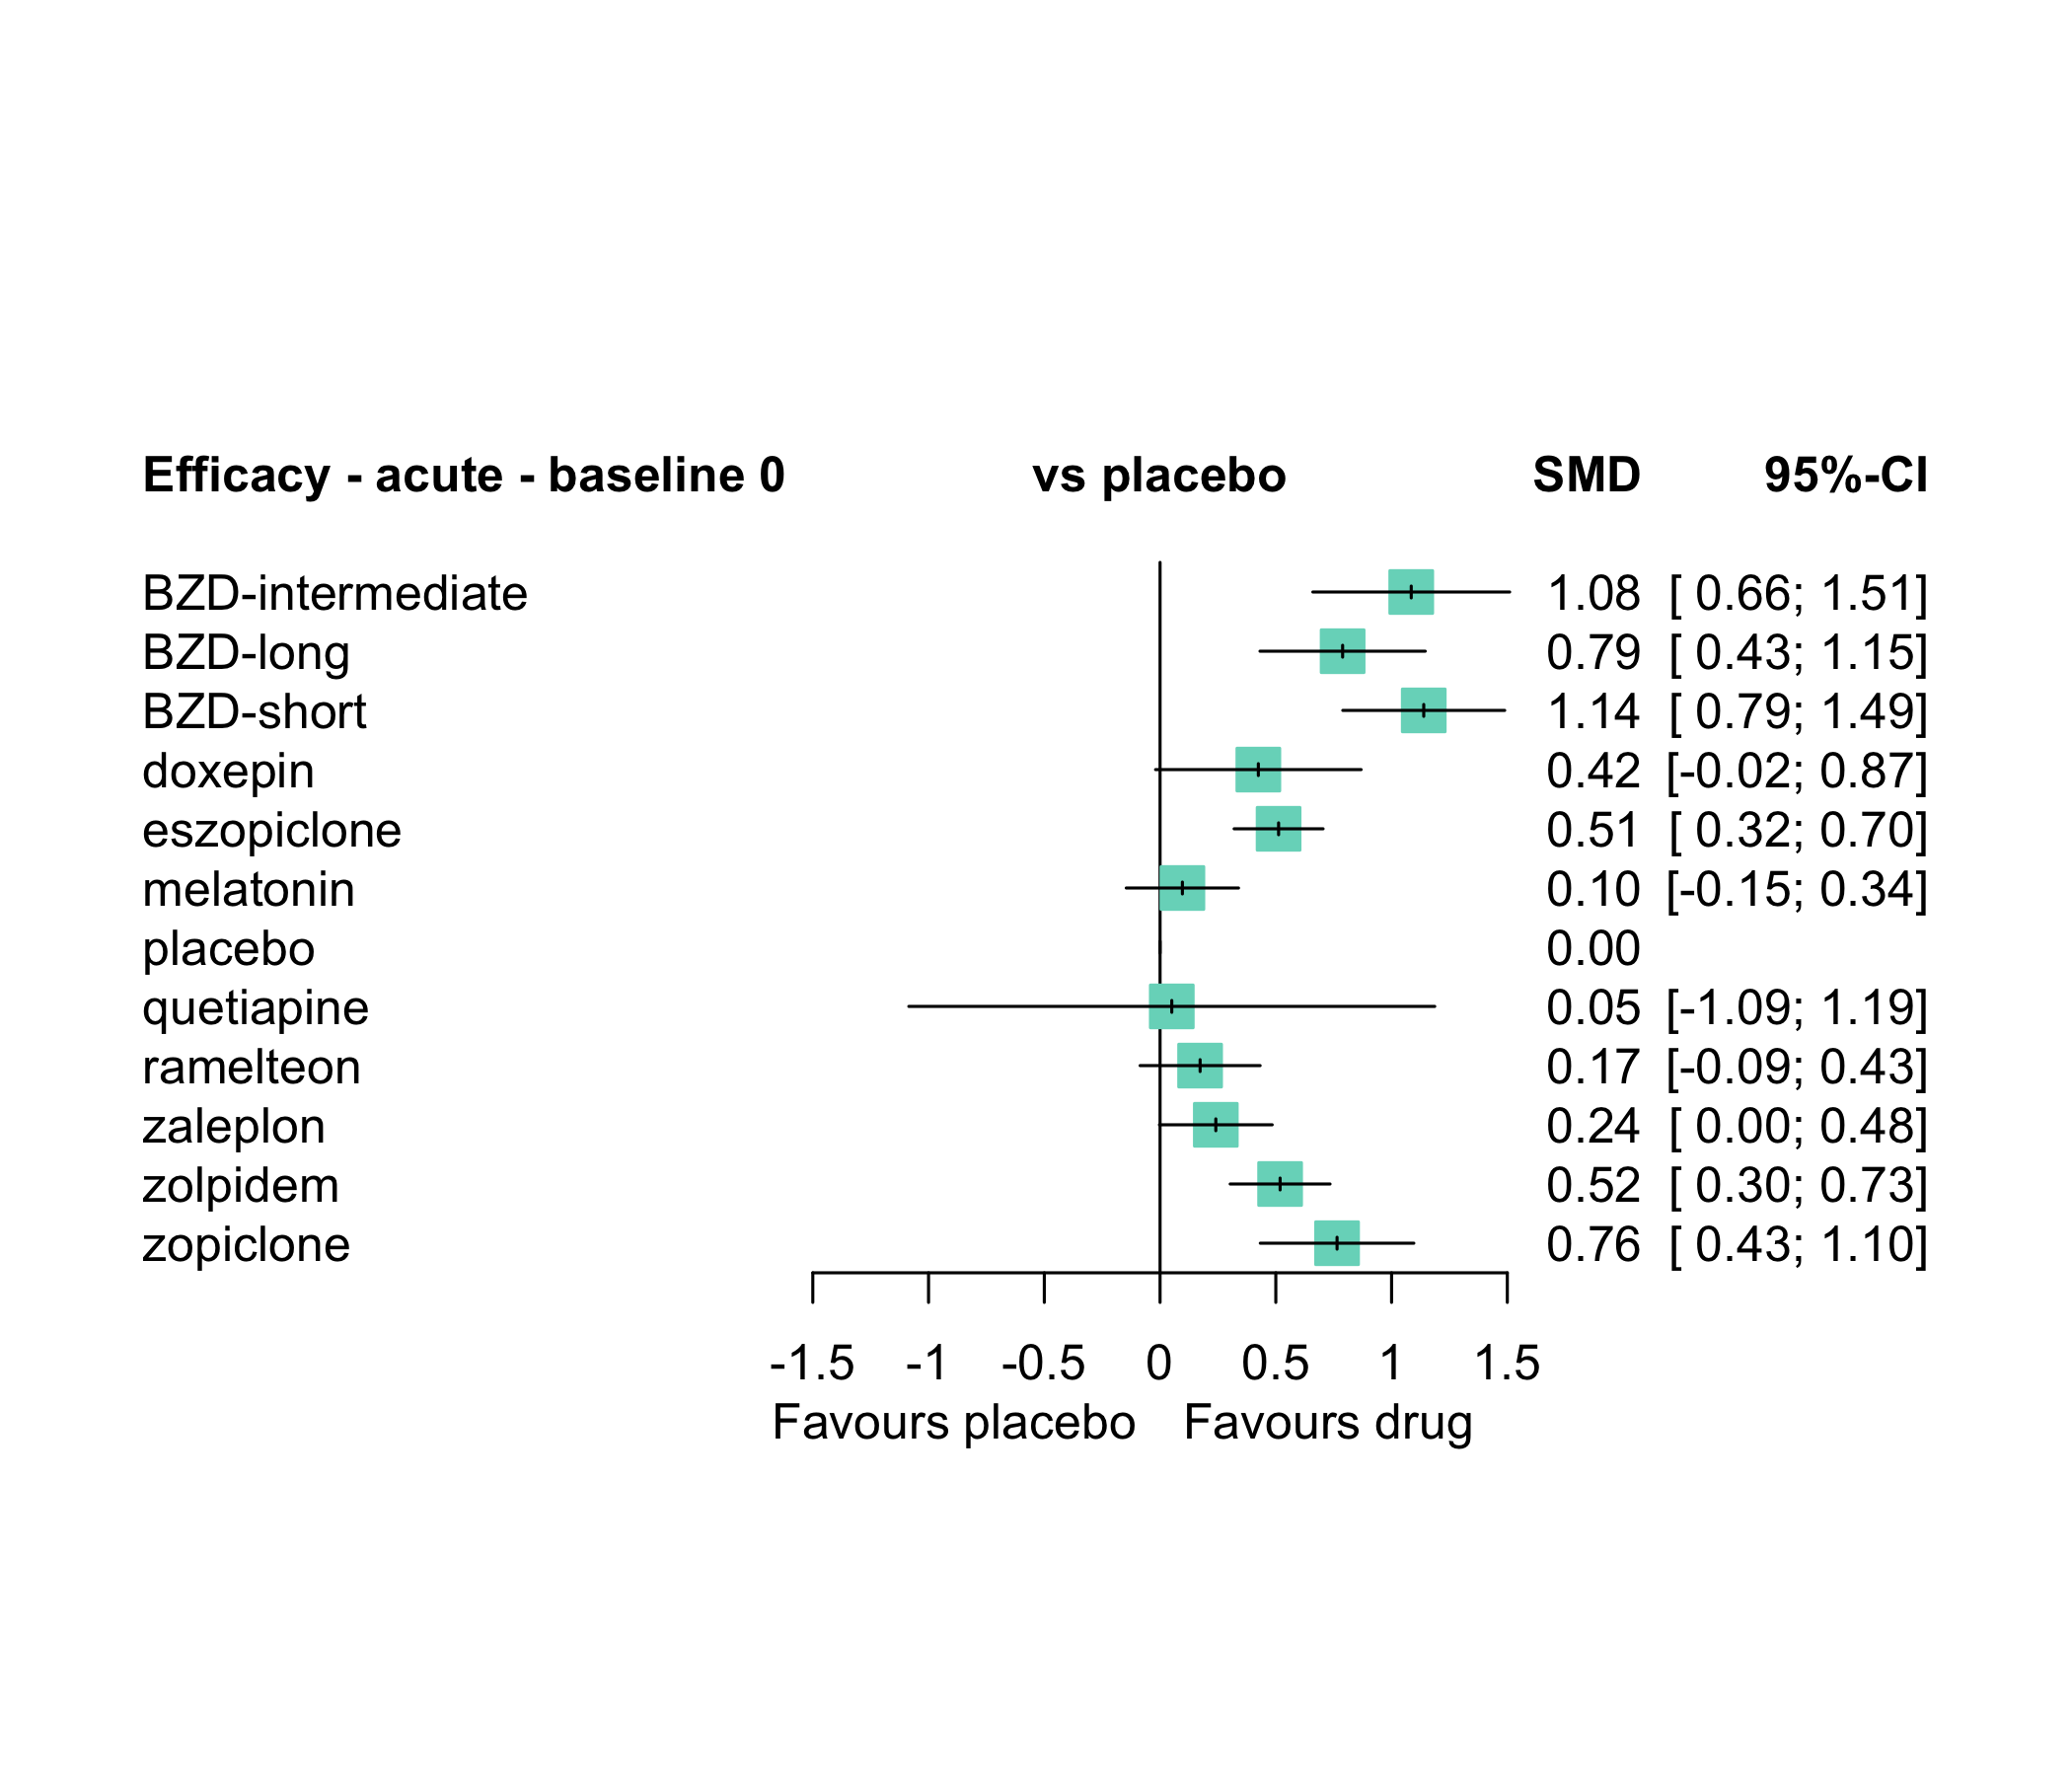 Efficacy - acute - baseline 0 vs placebo SMD 95%-CI
BZD-intermediate 1.08 [ 0.66; 1.51]
BZD-long 0.79 [ 0.43; 1.15]
BZD-short 1.14 [ 0.79; 1.49]
doxepin 0.42 [-0.02; 0.87]
eszopiclone 0.51 [ 0.32; 0.70]
melatonin 0.10 [-0.15; 0.34]
placebo 0.00
quetiapine 0.05 [-1.09; 1.19]
ramelteon 0.17 [-0.09; 0.43]
zaleplon 0.24 [ 0.00; 0.48]
zolpidem 0.52 [ 0.30; 0.73]
zopiclone 0.76 [ 0.43; 1.10]
-1.5 -1 -0.5 0 0.5 1 1.5
Favours placebo Favours drug